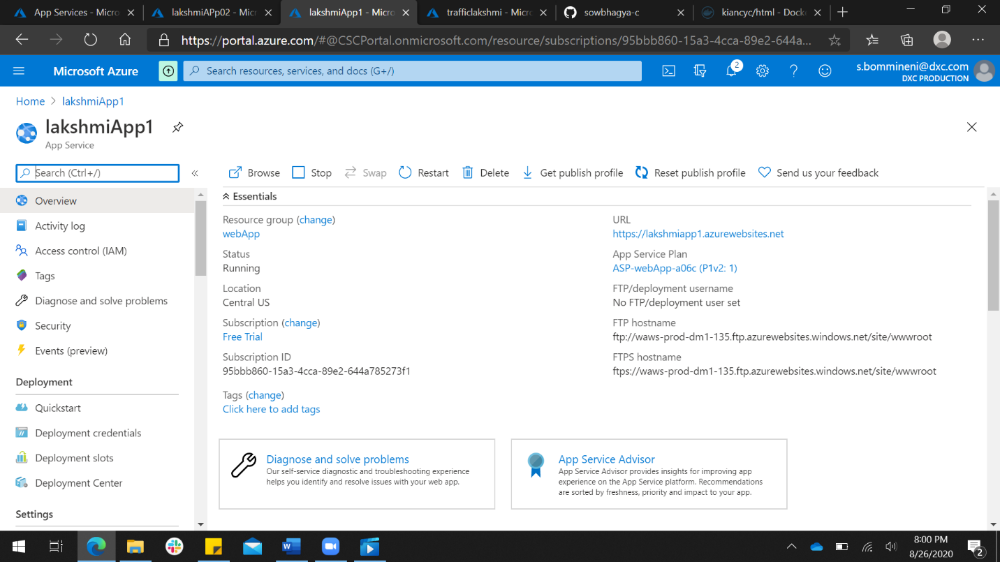 App Services - Micro
lakshmiAPp02 - Micr
lakshmiApp1 - Micro
trafficlakshmi - Micro
sowbhagya-c
kiancyc/html - Docke
https://portal.azure.com/#@CSCPortal.onmicrosoft.com/resource/subscriptions/95bbb860-15a3-4cca-89e2-644a...
Microsoft Azure
Search resources, services, and docs (G+/)
2
s.bommineni@dxc.com
DXC PRODUCTION
Home > lakshmiApp1
lakshmiApp1
App Service
Search (Ctrl+/)
«
Browse
Stop
Swap
Restart
Delete
Get publish profile
Reset publish profile
Send us your feedback
Overview
Activity log
Access control (IAM)
Tags
Diagnose and solve problems
Security
Events (preview)
Deployment
Quickstart
Deployment credentials
Deployment slots
Deployment Center
Settings
Essentials
Resource group (change)
webApp
Status
Running
Location
Central US
Subscription (change)
Free Trial
Subscription ID
95bbb860-15a3-4cca-89e2-644a785273f1
Tags (change)
Click here to add tags
URL
https://lakshmiapp1.azurewebsites.net
App Service Plan
ASP-webApp-a06c (P1v2: 1)
FTP/deployment username
No FTP/deployment user set
FTP hostname
ftp://waws-prod-dm1-135.ftp.azurewebsites.windows.net/site/wwwroot
FTPS hostname
ftps://waws-prod-dm1-135.ftp.azurewebsites.windows.net/site/wwwroot
Diagnose and solve problems
Our self-service diagnostic and troubleshooting experience
helps you identify and resolve issues with your web app.
App Service Advisor
App Service Advisor provides insights for improving app
experience on the App Service platform. Recommendations
are sorted by freshness, priority and impact to your app.
8:00 PM
8/26/2020
2